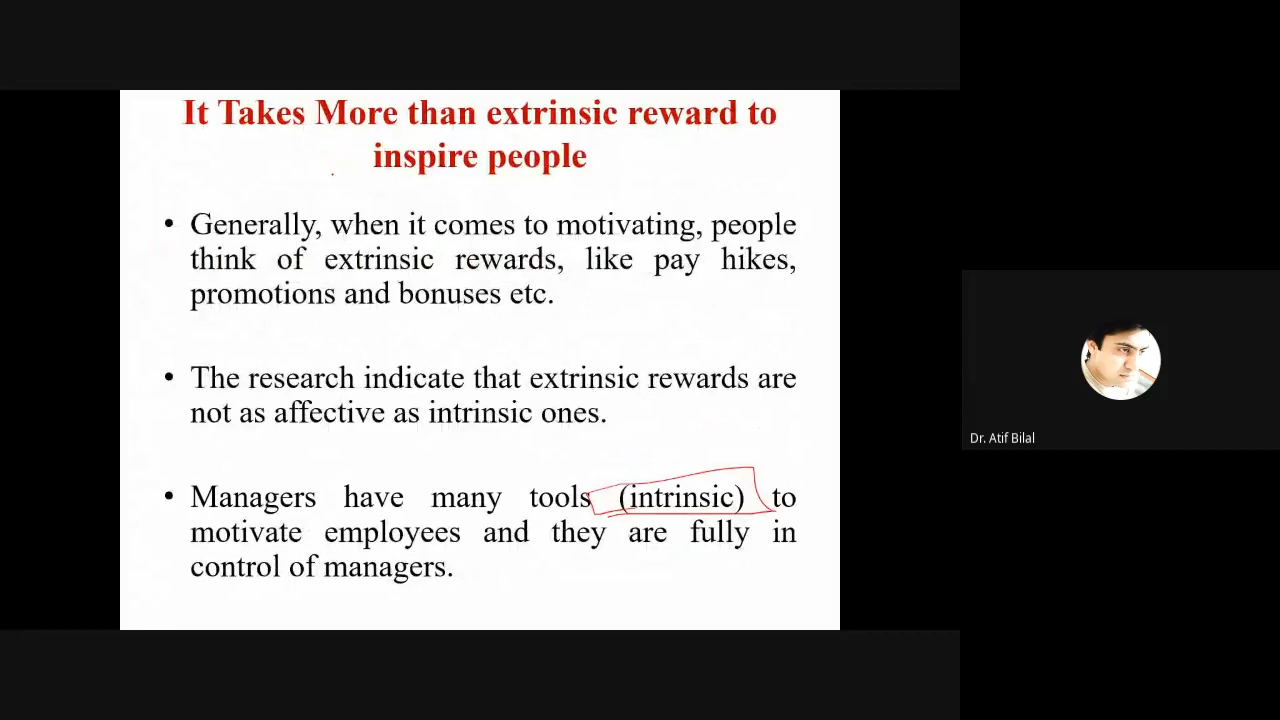 It Takes More than extrinsic reward to
inspire people
• Generally, when it comes to motivating, people
think of extrinsic rewards, like pay hikes,
promotions and bonuses etc.
• The research indicate that extrinsic rewards are
not as affective as intrinsic ones.
• Managers have many tools (intrinsic) to
motivate employees and they are fully in
control of managers.
Dr. Atif Bilal